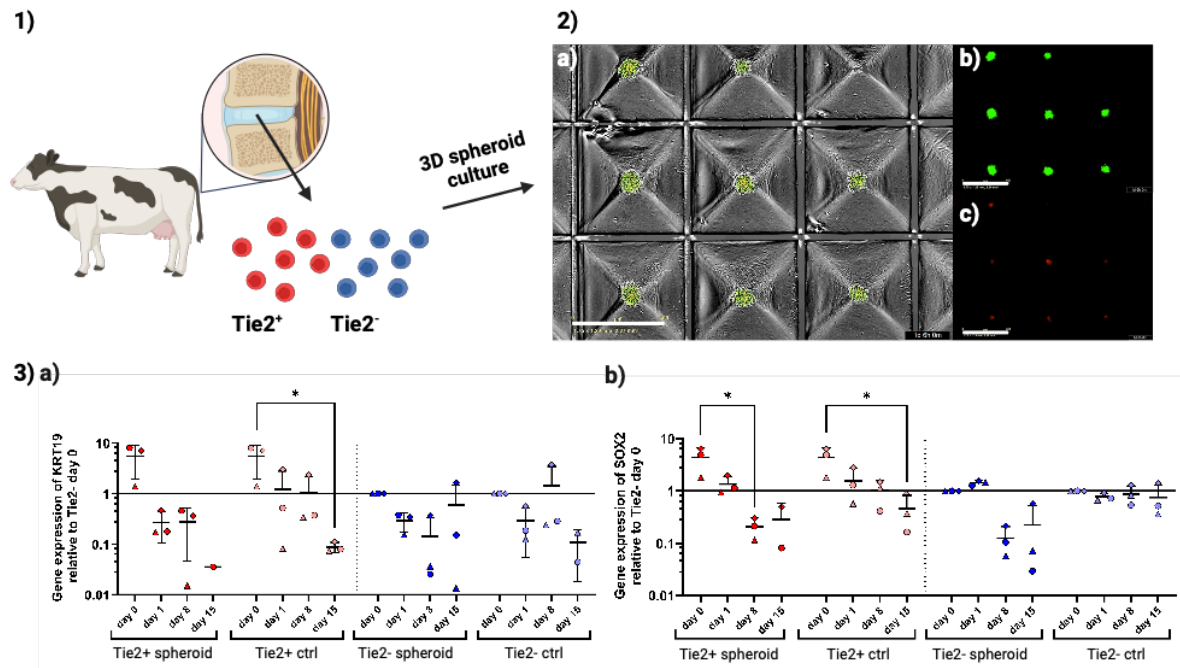 1)
2)
a)
b)
c)
3D spheroid
culture
Tie2+
Tie2-
1d 6h 0m
3) a)
b)
*
Gene expression of KRT19
relative to Tie2- day 0
10
1
0.1
0.01
day 0
day 1
day 8
day 15
day 0
day 1
day 8
day 15
day 0
day 1
day 3
day 15
day 0
day 1
day 8
day 15
Tie2+ spheroid
Tie2+ ctrl
Tie2- spheroid
Tie2- ctrl
*
*
Gene expression of SOX2
relative to Tie2- day 0
10
1
0.1
0.01
day 0
day 1
day 8
day 15
day 0
day 1
day 8
day 15
day 0
day 1
day 8
day 15
day 0
day 1
day 8
day 15
Tie2+ spheroid
Tie2+ ctrl
Tie2- spheroid
Tie2- ctrl